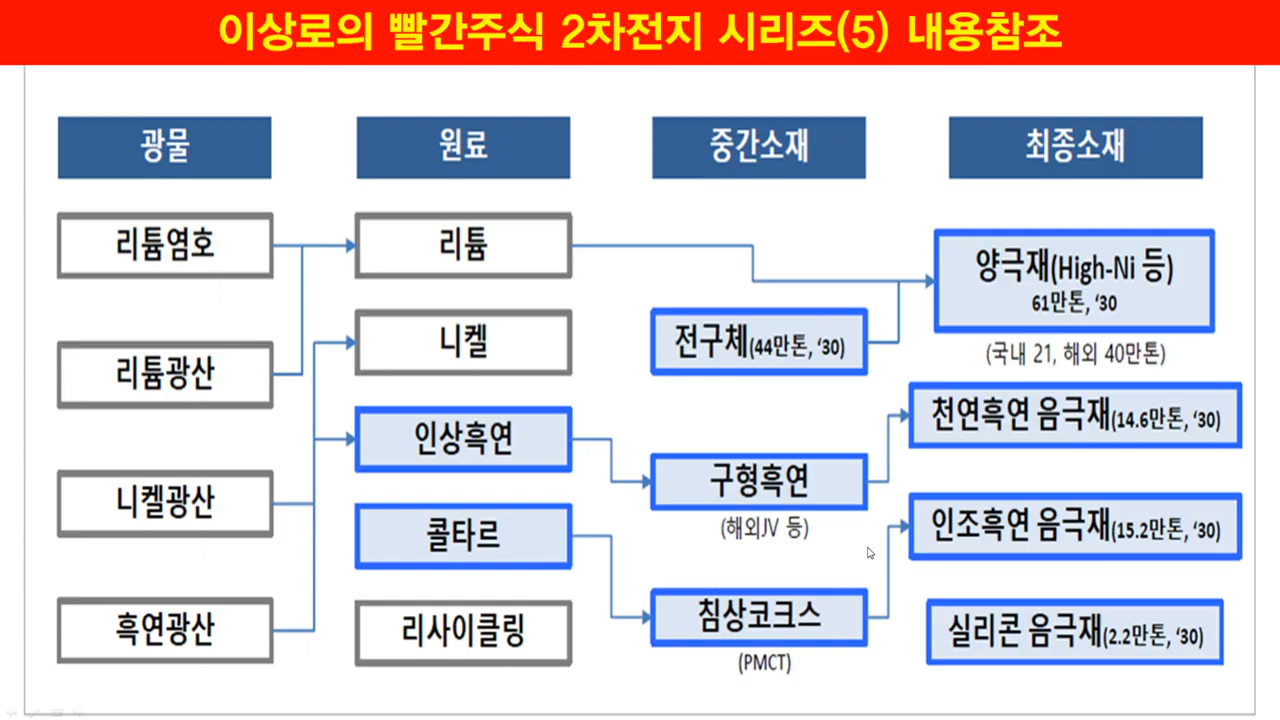 이상로의 빨간주식 2차전지 시리즈(5) 내용참조
광물
원료
중간소재
최종소재
리튬염호
리튬광산
니켈광산
흑연광산
리튬
니켈
인상흑연
콜타르
리사이클링
전구체(44만톤, ‘30)
구형흑연
(해외JV 등)
침상코크스
(PMCT)
양극재(High-Ni 등)
61만톤, ‘30
(국내 21, 해외 40만톤)
천연흑연 음극재(14.6만톤, ‘30)
인조흑연 음극재(15.2만톤, ‘30)
실리콘 음극재(2.2만톤, ‘30)